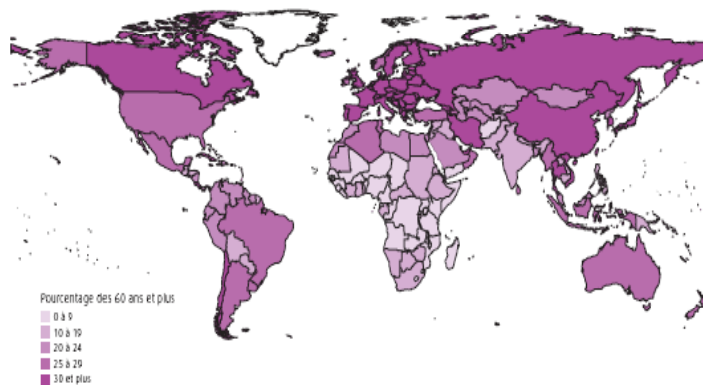 Pourcentage des 60 ans et plus
0 à 9
10 à 19
20 à 24
25 à 29
30 et plus